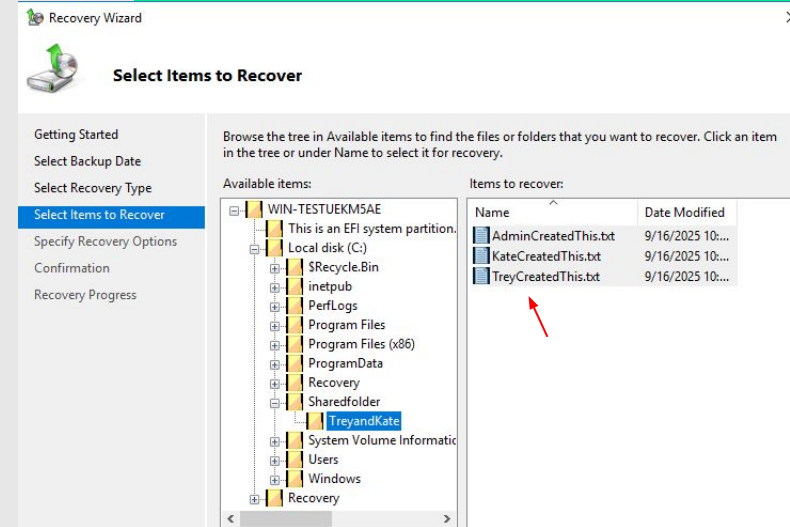 Recovery Wizard
Select Items to Recover
Getting Started
Select Backup Date
Select Recovery Type
Select Items to Recover
Specify Recovery Options
Confirmation
Recovery Progress
Browse the tree in Available items to find the files or folders that you want to recover. Click an item
in the tree or under Name to select it for recovery.
Available items:
WIN-TESTUEKM5AE
This is an EFI system partition.
Local disk (C:)
$Recycle.Bin
inetpub
PerfLogs
Program Files
Program Files (x86)
ProgramData
Recovery
Sharedfolder
TreyandKate
System Volume Informatic
Users
Windows
Recovery
Items to recover:
Name Date Modified
AdminCreatedThis.txt 9/16/2025 10:...
KateCreatedThis.txt 9/16/2025 10:...
TreyCreatedThis.txt 9/16/2025 10:...